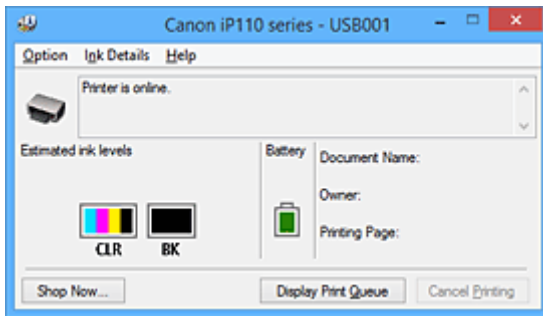 Canon iP110 series - USB001
Option Ink Details Help
Printer is online.
Estimated ink levels
Battery
Document Name:
Owner:
Printing Page:
CLR BK
Shop Now...
Display Print Queue
Cancel Printing